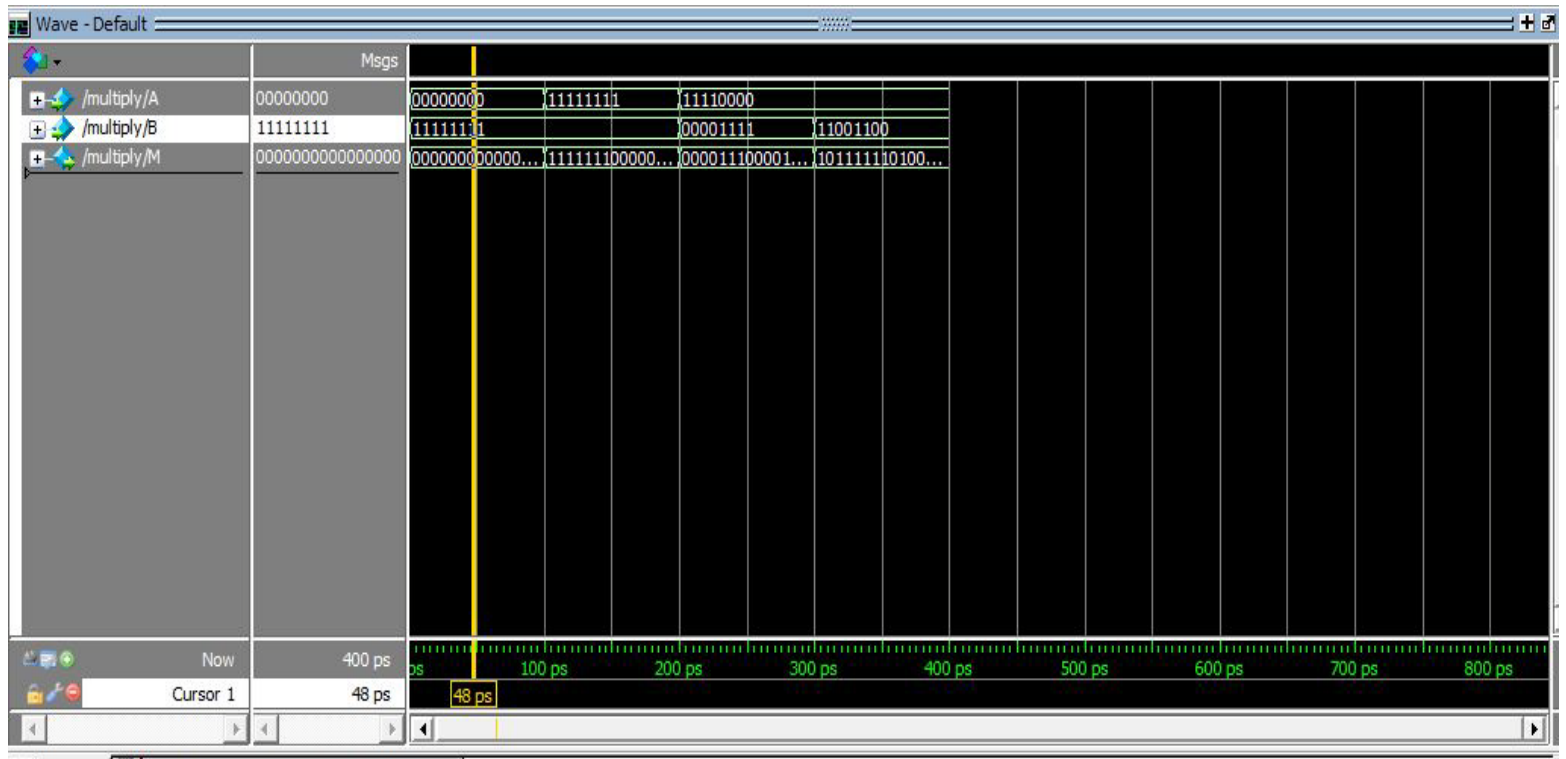 Wave - Default
Msgs
/multiply/A 00000000 00000000 11111111 11110000
/multiply/B 11111111 11111111 00001111 11001100
/multiply/M 0000000000000000 000000000000... 111111100000... 000011100001... 101111110100...
Now 400 ps ps 100 ps 200 ps 300 ps 400 ps 500 ps 600 ps 700 ps 800 ps
Cursor 1 48 ps 48 ps